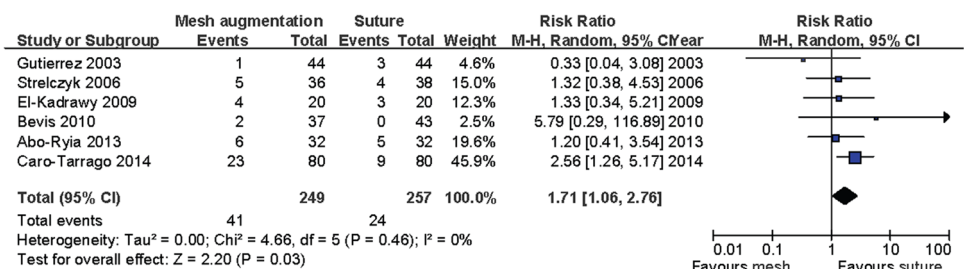 Mesh augmentation Suture Risk Ratio Risk Ratio
Study or Subgroup Events Total Events Total Weight M-H, Random, 95% CI Year M-H, Random, 95% CI
Gutierrez 2003 1 44 3 44 4.6% 0.33 [0.04, 3.08] 2003
Strelczyk 2006 5 36 4 38 15.0% 1.32 [0.38, 4.53] 2006
El-Kadrawy 2009 4 20 3 20 12.3% 1.33 [0.34, 5.21] 2009
Bevis 2010 2 37 0 43 2.5% 5.79 [0.29, 116.89] 2010
Abo-Ryia 2013 6 32 5 32 19.6% 1.20 [0.41, 3.54] 2013
Caro-Tarrago 2014 23 80 9 80 45.9% 2.56 [1.26, 5.17] 2014
Total (95% CI) 249 257 100.0% 1.71 [1.06, 2.76]
Total events 41 24
Heterogeneity: Tau² = 0.00; Chi² = 4.66, df = 5 (P = 0.46); I² = 0%
Test for overall effect: Z = 2.20 (P = 0.03)
0.01 0.1 1 10 100
Favours mesh Favours suture